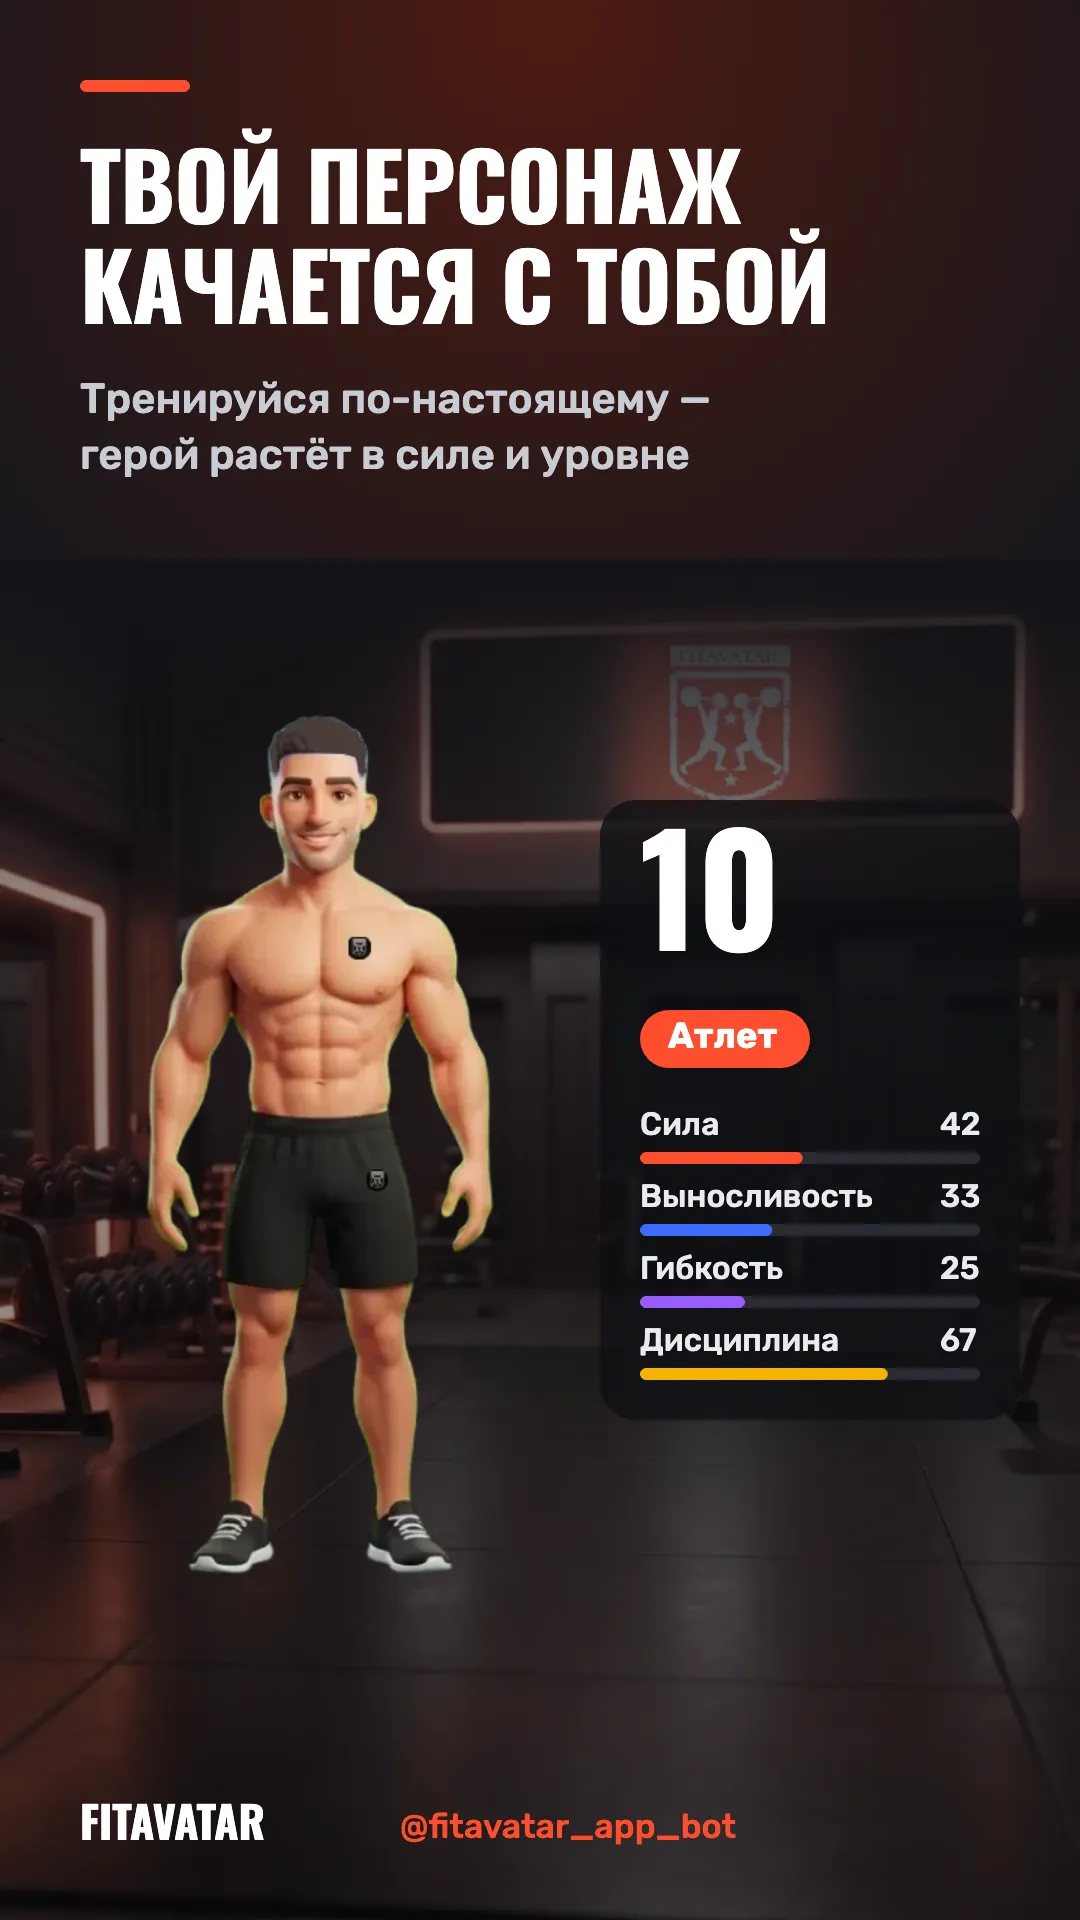 ТВОЙ ПЕРСОНАЖ
КАЧАЕТСЯ С ТОБОЙ
Тренируйся по-настоящему —
герой растёт в силе и уровне
FITAVATAR
10
Атлет
Сила 42
Выносливость 33
Гибкость 25
Дисциплина 67
FITAVATAR
@fitavatar_app_bot